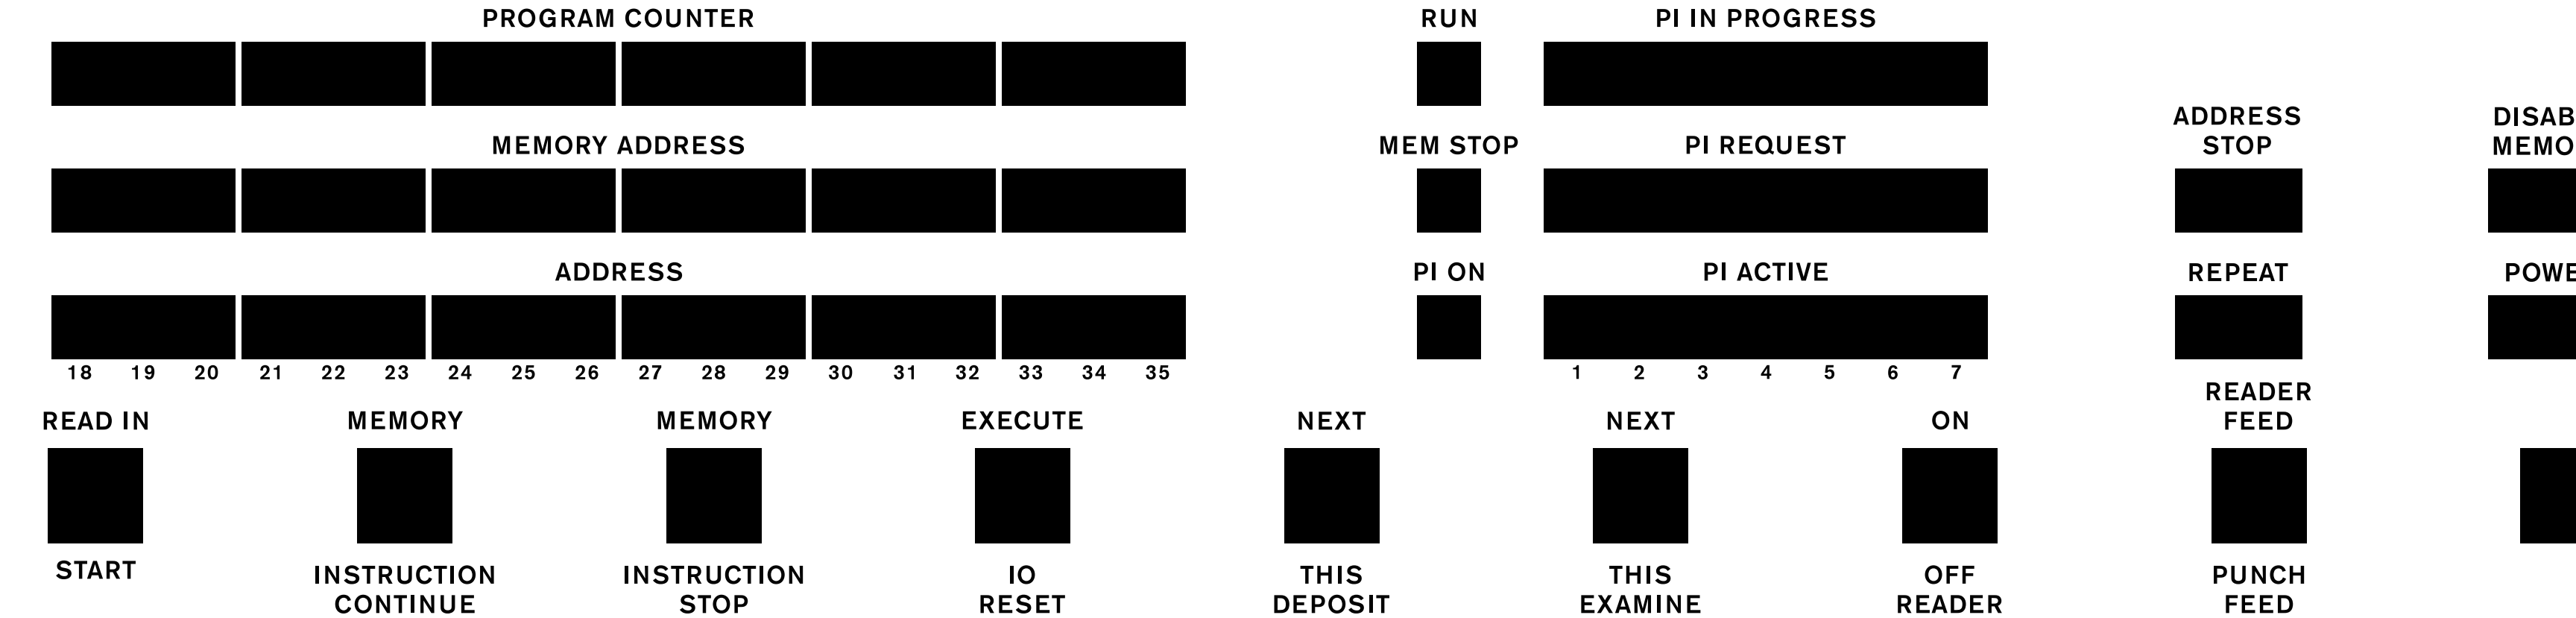 PROGRAM COUNTER
RUN
PI IN PROGRESS
MEMORY ADDRESS
MEM STOP
PI REQUEST
ADDRESS
STOP
DISAB
MEMO
ADDRESS
PI ON
PI ACTIVE
REPEAT
POWE
18 19 20 21 22 23 24 25 26 27 28 29 30 31 32 33 34 35
1 2 3 4 5 6 7
READ IN
MEMORY
MEMORY
EXECUTE
NEXT
NEXT
ON
READER
FEED
START
INSTRUCTION
CONTINUE
INSTRUCTION
STOP
IO
RESET
THIS
DEPOSIT
THIS
EXAMINE
OFF
READER
PUNCH
FEED